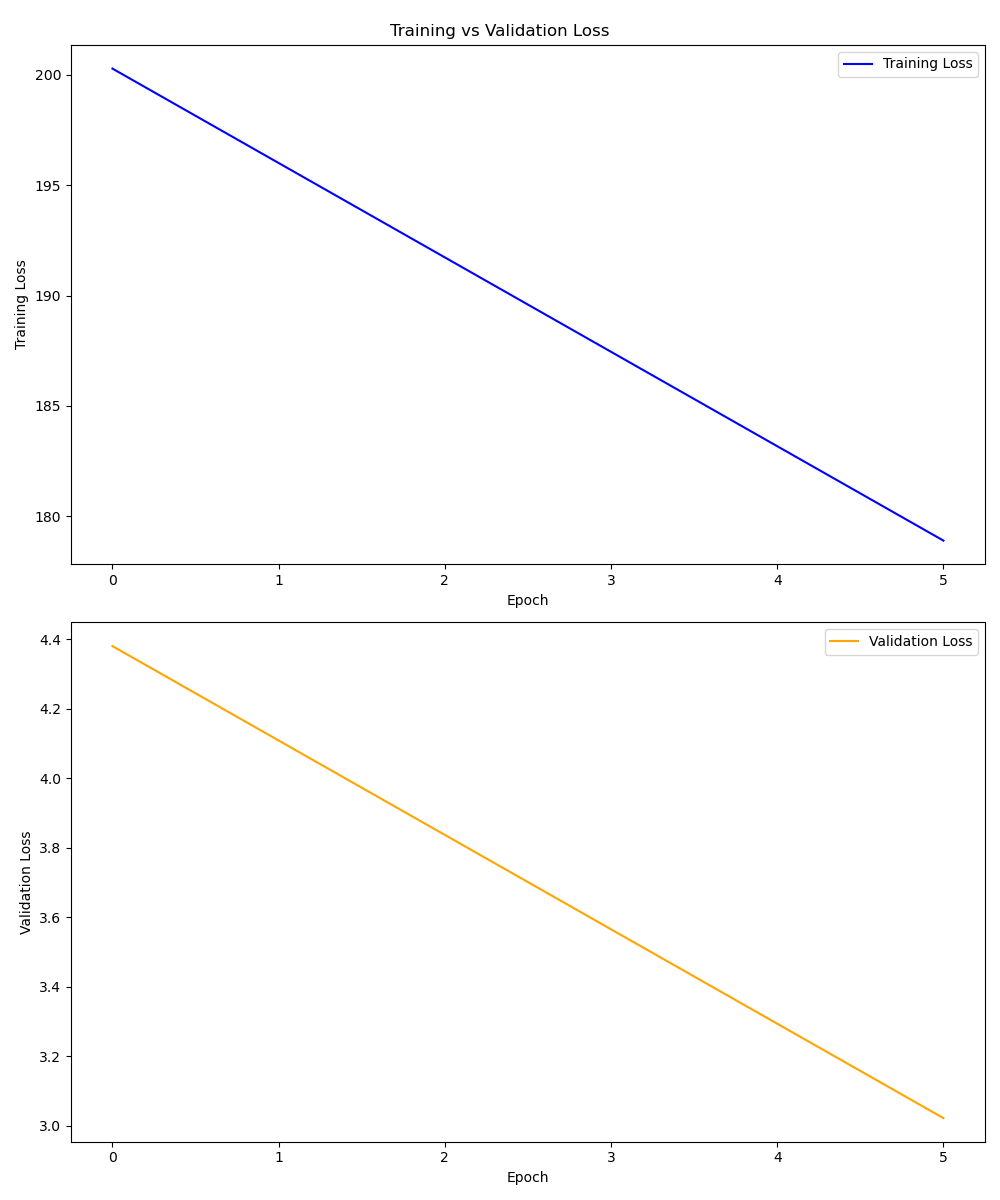 Training vs Validation Loss
Training Loss
200
195
190
185
180
Training Loss
0 1 2 3 4 5
Epoch
Validation Loss
4.4
4.2
4.0
3.8
3.6
3.4
3.2
3.0
Validation Loss
0 1 2 3 4 5
Epoch